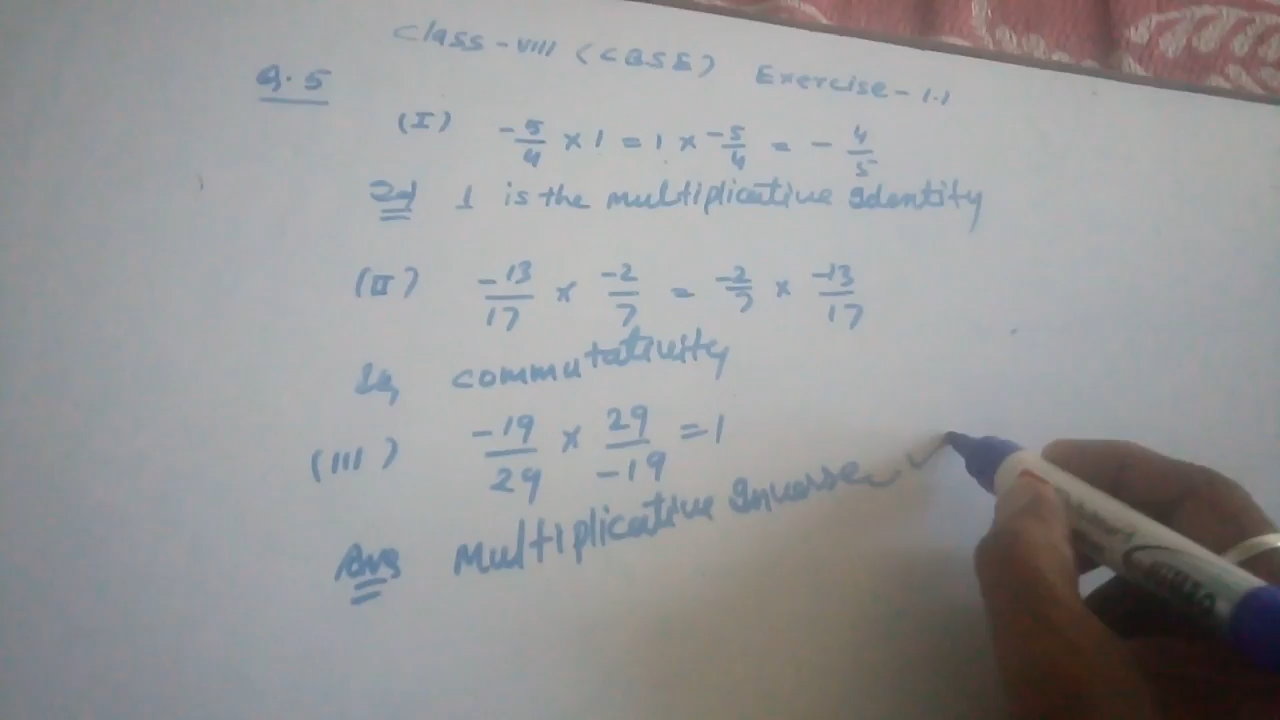 Class-VIII (CBSE) Exercise-1.1
Q.5
(I) -5/4 × 1 = 1 × -5/4 = - 4/5
1 is the multiplicative Identity
(II) -13/17 × -2/7 = -2/7 × -13/17
commutativity
(III) -19/29 × 29/-19 = 1
Ans Multiplicative Inverse